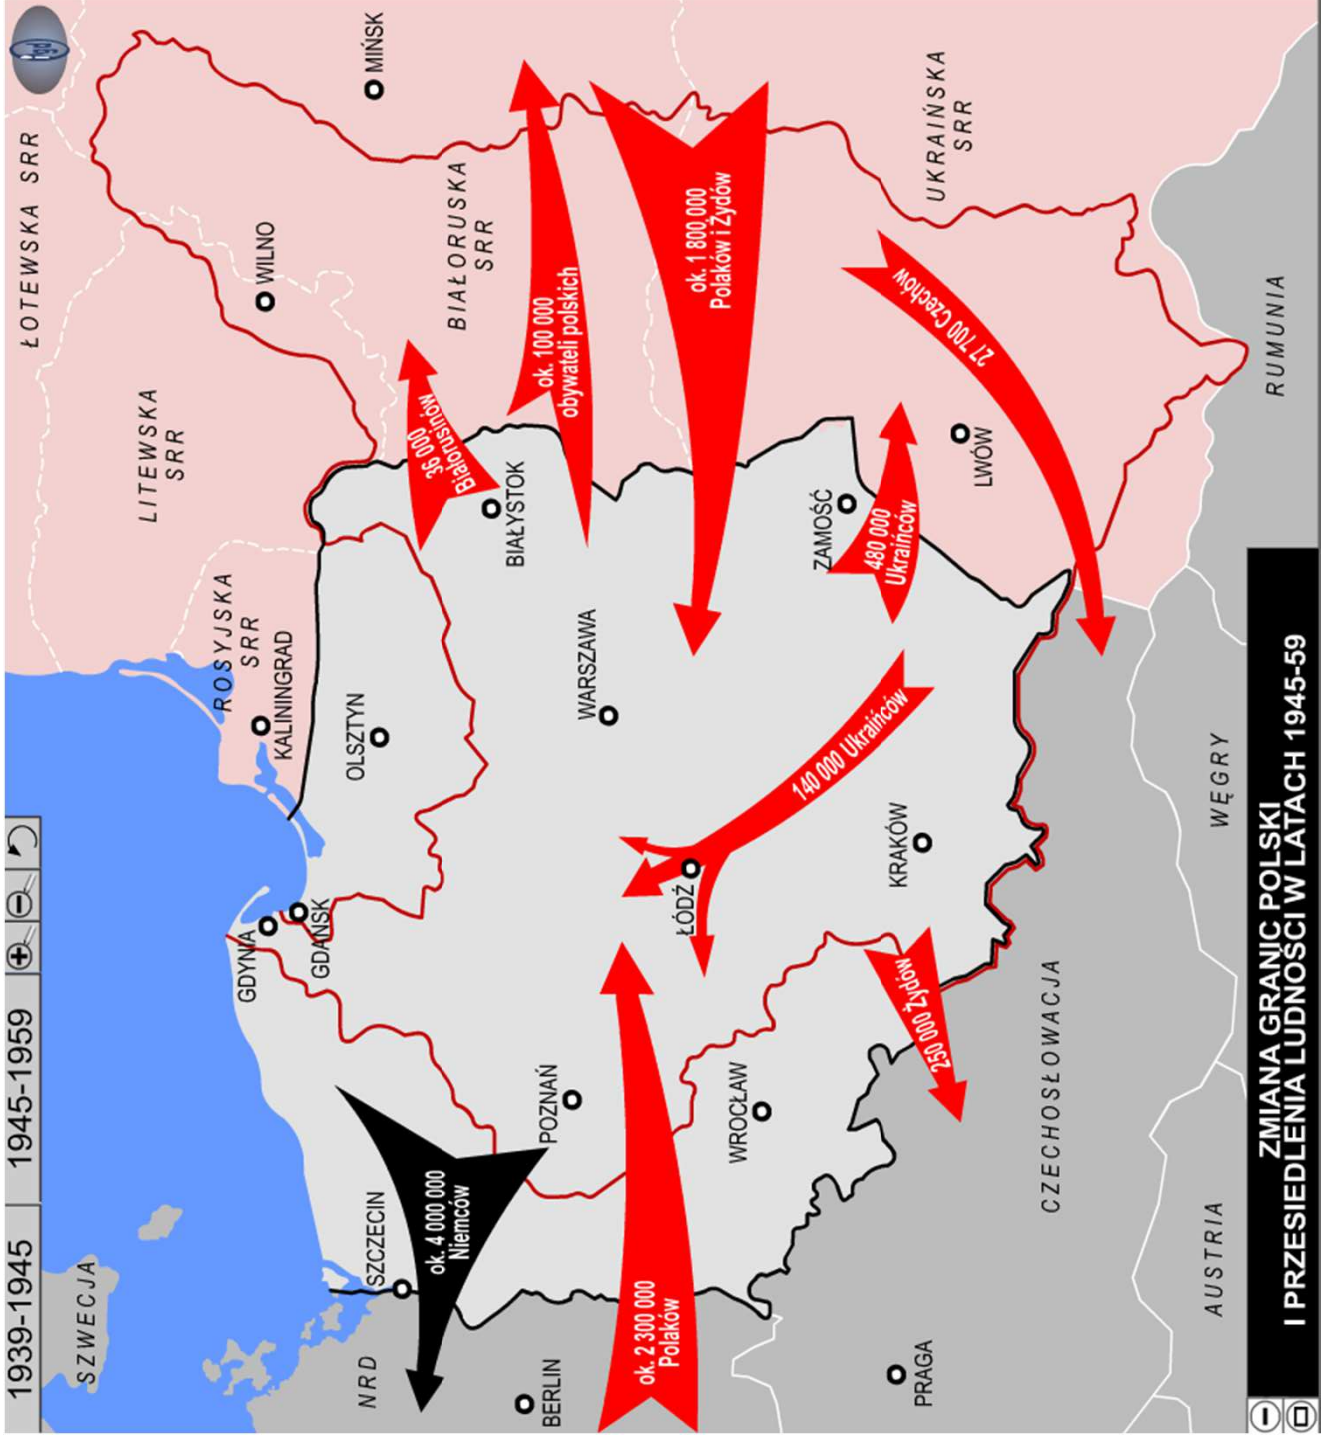 1939-1945
1945-1959
igd
SZWECJA
ŁOTEWSKA SRR
LITEWSKA
SRR
ROSYJSKA
SRR
KALININGRAD
WILNO
MIŃSK
BIAŁORUSKA
SRR
GDYNIA
GDAŃSK
OLSZTYN
SZCZECIN
NRD
ok. 4 000 000
Niemców
36 000
Białorusinów
BIAŁYSTOK
ok. 100 000
obywateli polskich
BERLIN
POZNAŃ
WARSZAWA
ok. 2 300 000
Polaków
ŁÓDŹ
ok. 1 800 000
Polaków i Żydów
WROCŁAW
140 000 Ukraińców
ZAMOŚĆ
480 000
Ukraińców
UKRAIŃSKA
SRR
27 700 Czechów
LWÓW
PRAGA
250 000 Żydów
KRAKÓW
CZECHOSŁOWACJA
AUSTRIA
WĘGRY
RUMUNIA
ZMIANA GRANIC POLSKI
I PRZESIEDLENIA LUDNOŚCI W LATACH 1945-59